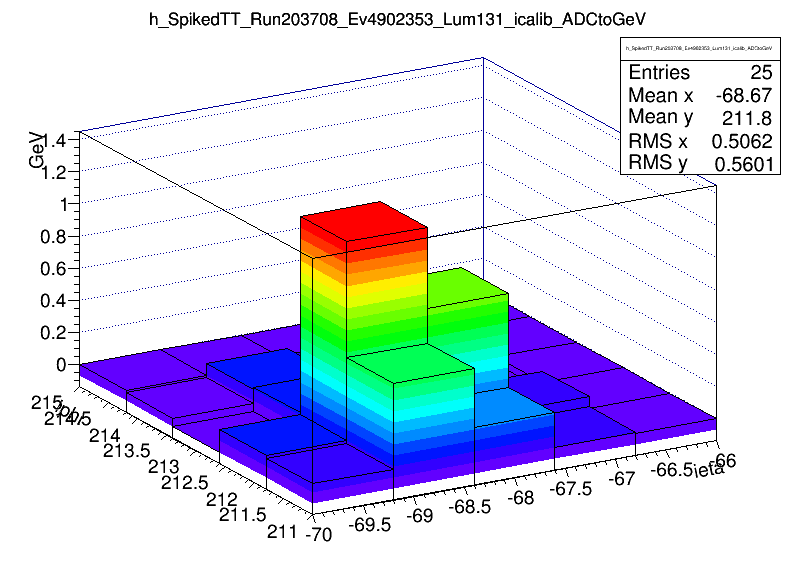 h_SpikedTT_Run203708_Ev4902353_Lum131_icalib_ADCtoGeV
h_SpikedTT_Run203708_Ev4902353_Lum131_icalib_ADCtoGeV
Entries 25
Mean x -68.67
Mean y 211.8
RMS x 0.5062
RMS y 0.5601
GeV
1.4
1.2
1
0.8
0.6
0.4
0.2
0
215
214.5
214
213.5
213
212.5
212
211.5
211
-70
-69.5
-69
-68.5
-68
-67.5
-67
-66.5
-66
ieta